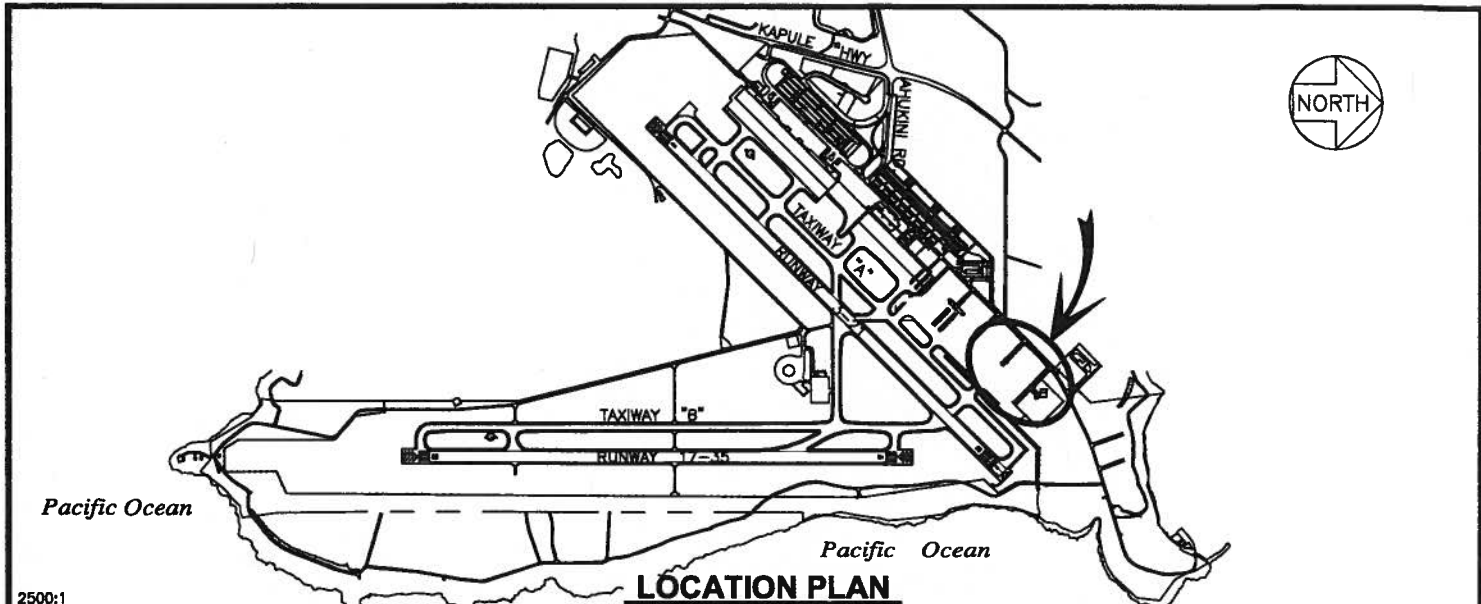 KAPULE HWY
NORTH
AHUKINI RD
TAXIWAY
"A"
RUNWAY
TAXIWAY "B"
RUNWAY 17-35
Pacific Ocean
Pacific Ocean
LOCATION PLAN
2500:1